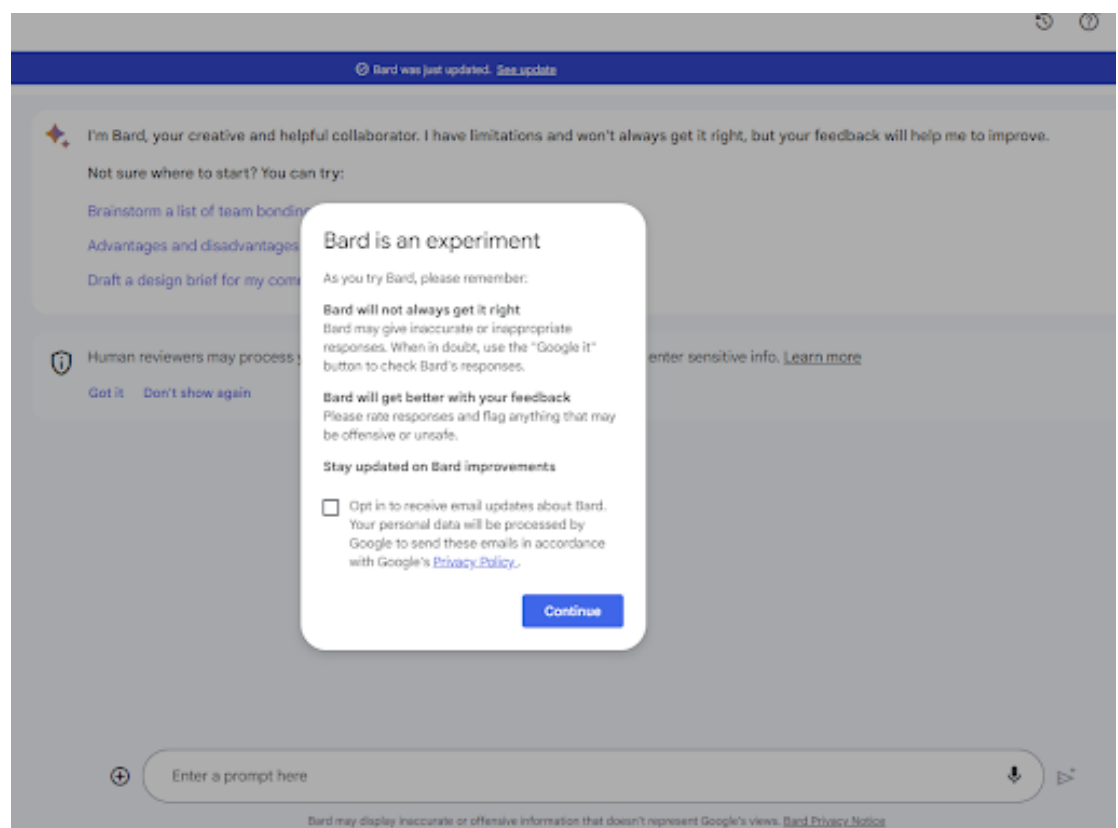 Bard was just updated. See update
I'm Bard, your creative and helpful collaborator. I have limitations and won't always get it right, but your feedback will help me to improve.
Not sure where to start? You can try:
Brainstorm a list of team bonding
Advantages and disadvantages
Draft a design brief for my
Bard is an experiment
As you try Bard, please remember:
Bard will not always get it right
Bard may give inaccurate or inappropriate
responses. When in doubt, use the "Google it"
button to check Bard's responses.
Bard will get better with your feedback
Please rate responses and flag anything that may
be offensive or unsafe.
Stay updated on Bard improvements
Opt in to receive email updates about Bard.
Your personal data will be processed by
Google to send these emails in accordance
with Google's Privacy Policy.
Continue
Human reviewers may process enter sensitive info. Learn more
Got it Don't show again
Enter a prompt here
Bard may display inaccurate or offensive information that doesn't represent Google's views. Bard Privacy Notice